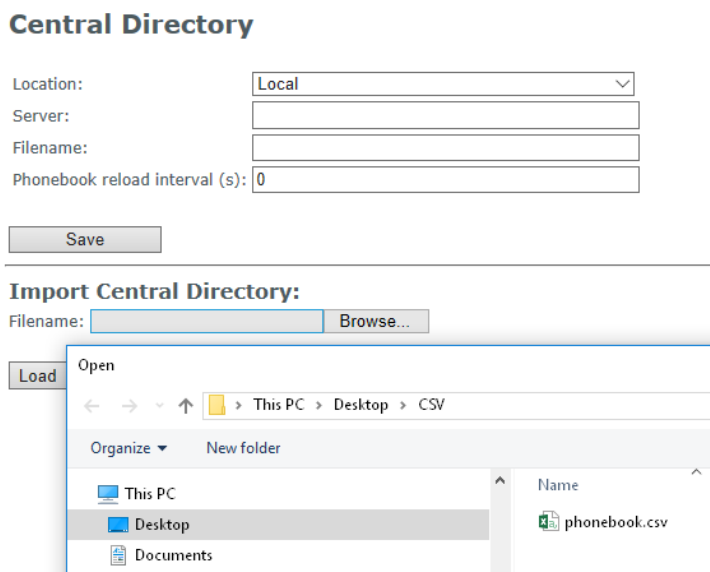 Central Directory
Location: Local
Server:
Filename:
Phonebook reload interval (s): 0
Save
Import Central Directory:
Filename: Browse...
Load
Open
This PC > Desktop > CSV
Organize New folder
This PC
Name
Desktop
phonebook.csv
Documents